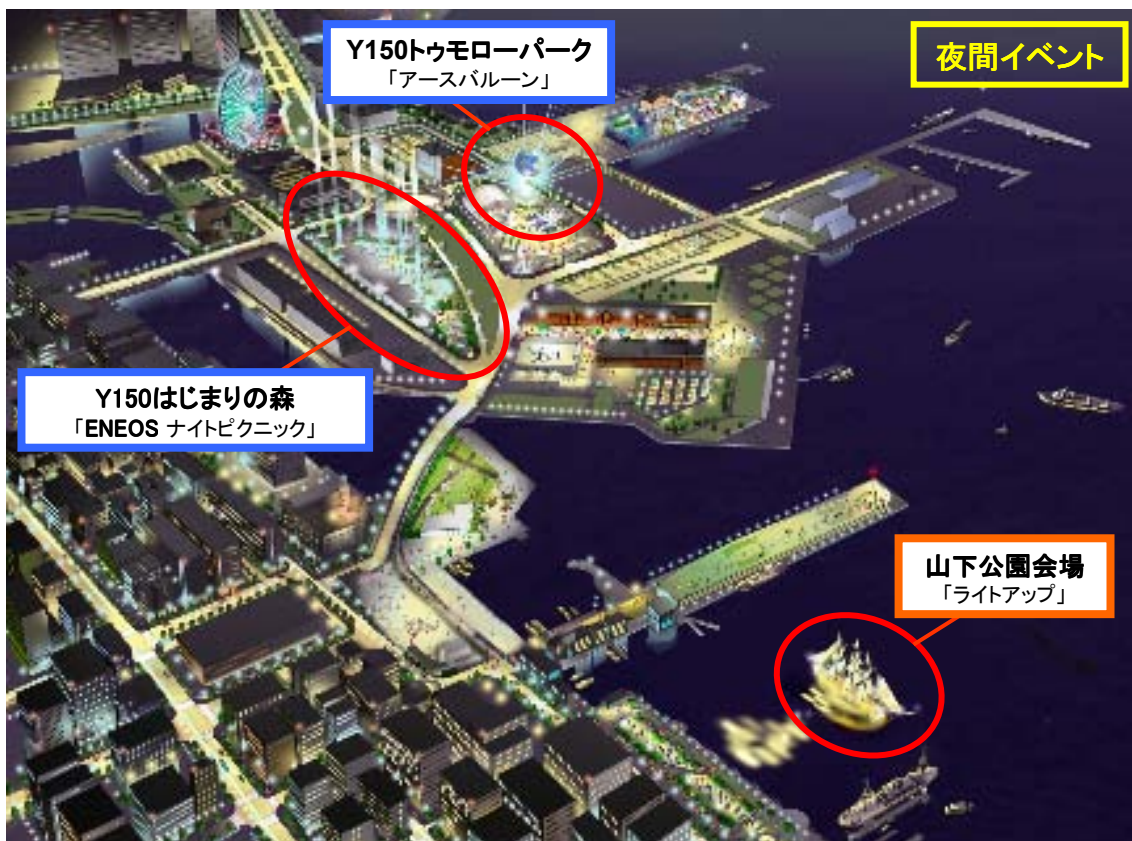 Y150トゥモローパーク
「アースバルーン」
夜間イベント
Y150はじまりの森
「ENEOS ナイトピクニック」
山下公園会場
「ライトアップ」